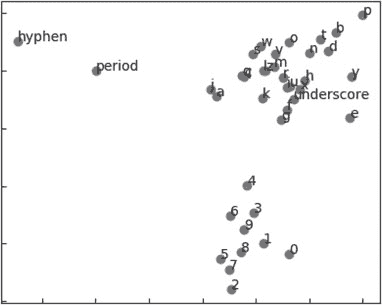 p
b
hyphen
w o t
s v n d
period
q c l z m r h y
j a k i u x
underscore
f
g e
4
6 3
9
8 1 0
5
7
2